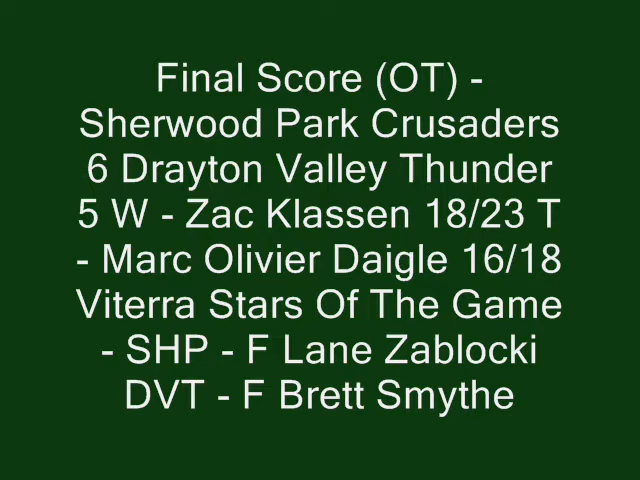 Final Score (OT) -
Sherwood Park Crusaders
6 Drayton Valley Thunder
5 W - Zac Klassen 18/23 T
- Marc Olivier Daigle 16/18
Viterra Stars Of The Game
- SHP - F Lane Zablocki
DVT - F Brett Smythe